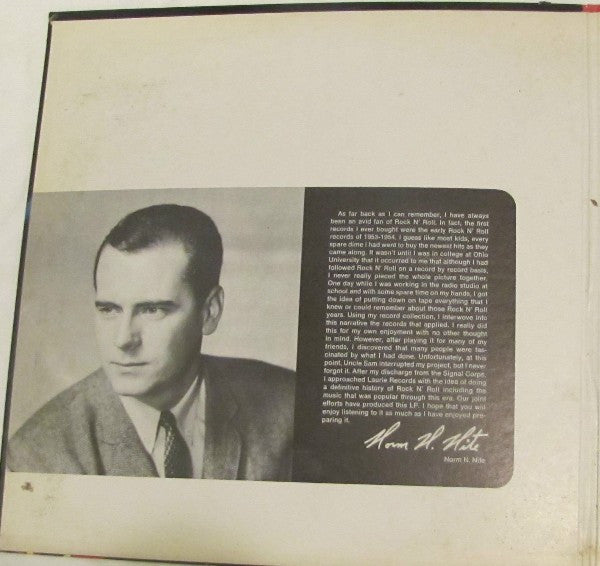 As far back as I can remember, I have always
been an avid fan of Rock N' Roll. In fact, the first
records I ever bought were the early Rock N' Roll
records of 1953-1954. I guess like most kids, every
spare dime I had went to buy the newest hits as they
came along. It wasn't until I was in college at Ohio
University that it occurred to me that although I had
followed Rock N' Roll on a record by record basis,
I never really pieced the whole picture together.
One day while I was working in the radio studio at
school and with some spare time on my hands, I got
the idea of putting down on tape everything that I
knew or could remember about those Rock N' Roll
years. Using my record collection, I interwove into
this narrative the records that applied. I really did
this for my own enjoyment with no other thought
in mind. However, after playing it for many of my
friends, I discovered that many people were fas-
cinated by what I had done. Unfortunately, at this
point, Uncle Sam interrupted my project, but I never
forgot it. After my discharge from the Signal Corps,
I approached Laurie Records with the idea of doing
a definitive history of Rock N' Roll including the
music that was popular through this era. Our joint
efforts have produced this LP. I hope that you will
enjoy listening to it as much as I have enjoyed pre-
paring it.
Norm N. Nite
Norm N. Nite